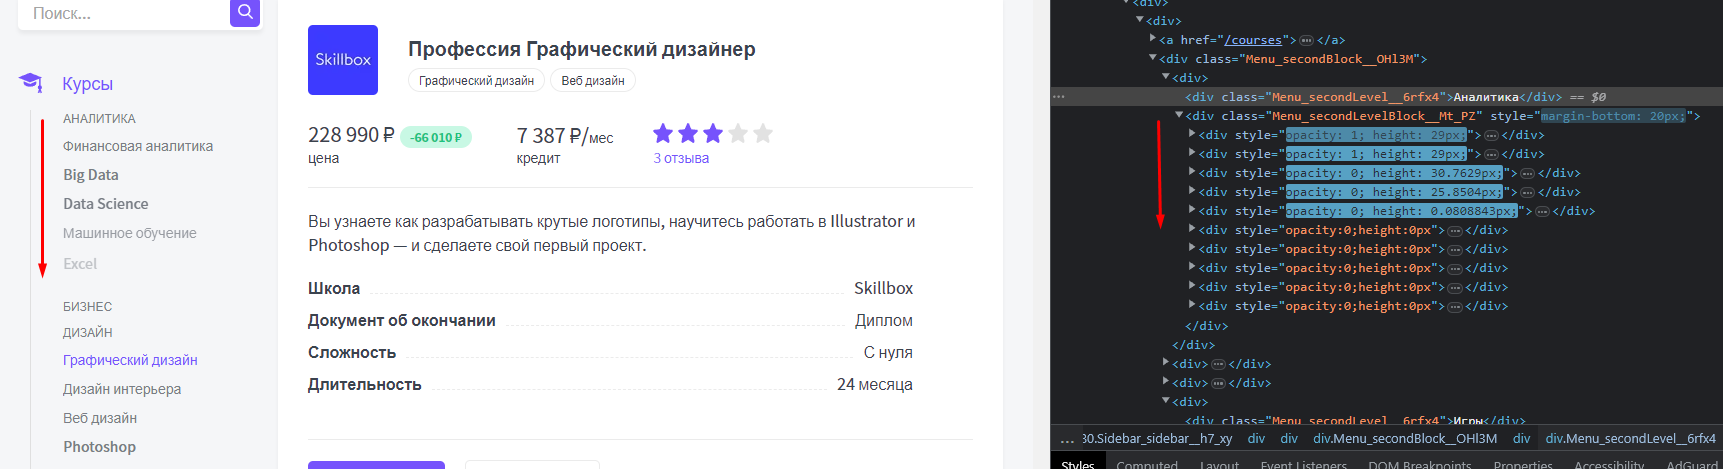 Поиск...
Курсы
АНАЛИТИКА
Финансовая аналитика
Big Data
Data Science
Машинное обучение
Excel
БИЗНЕС
ДИЗАЙН
Графический дизайн
Дизайн интерьера
Веб дизайн
Photoshop
Skillbox
Профессия Графический дизайнер
Графический дизайн Веб дизайн
228 990 ₽ -66 010 ₽
цена
7 387 ₽/мес
кредит
3 отзыва
Вы узнаете как разрабатывать крутые логотипы, научитесь работать в Illustrator и
Photoshop — и сделаете свой первый проект.
Школа Skillbox
Документ об окончании Диплом
Сложность С нуля
Длительность 24 месяца
<div>
<div>
<a href="/courses">…</a>
<div class="Menu_secondBlock__OHl3M">
<div>
<div class="Menu_secondLevel__6rfx4">Аналитика</div> == $0
<div class="Menu_secondLevelBlock__Mt_PZ" style="margin-bottom: 20px;">
<div style="opacity: 1; height: 29px;">…</div>
<div style="opacity: 1; height: 29px;">…</div>
<div style="opacity: 0; height: 30.7629px;">…</div>
<div style="opacity: 0; height: 25.8504px;">…</div>
<div style="opacity: 0; height: 0.0808843px;">…</div>
<div style="opacity:0;height:0px">…</div>
<div style="opacity:0;height:0px">…</div>
<div style="opacity:0;height:0px">…</div>
<div style="opacity:0;height:0px">…</div>
<div style="opacity:0;height:0px">…</div>
</div>
</div>
<div>…</div>
<div>…</div>
<div>
<div class="Menu_secondLevel__6rfx4">Игры</div>
… 30.Sidebar_sidebar__h7_xy div div div.Menu_secondBlock__OHl3M div div.Menu_secondLevel__6rfx4
Styles Computed Layout Event Listeners DOM Breakpoints Properties Accessibility AdGuard